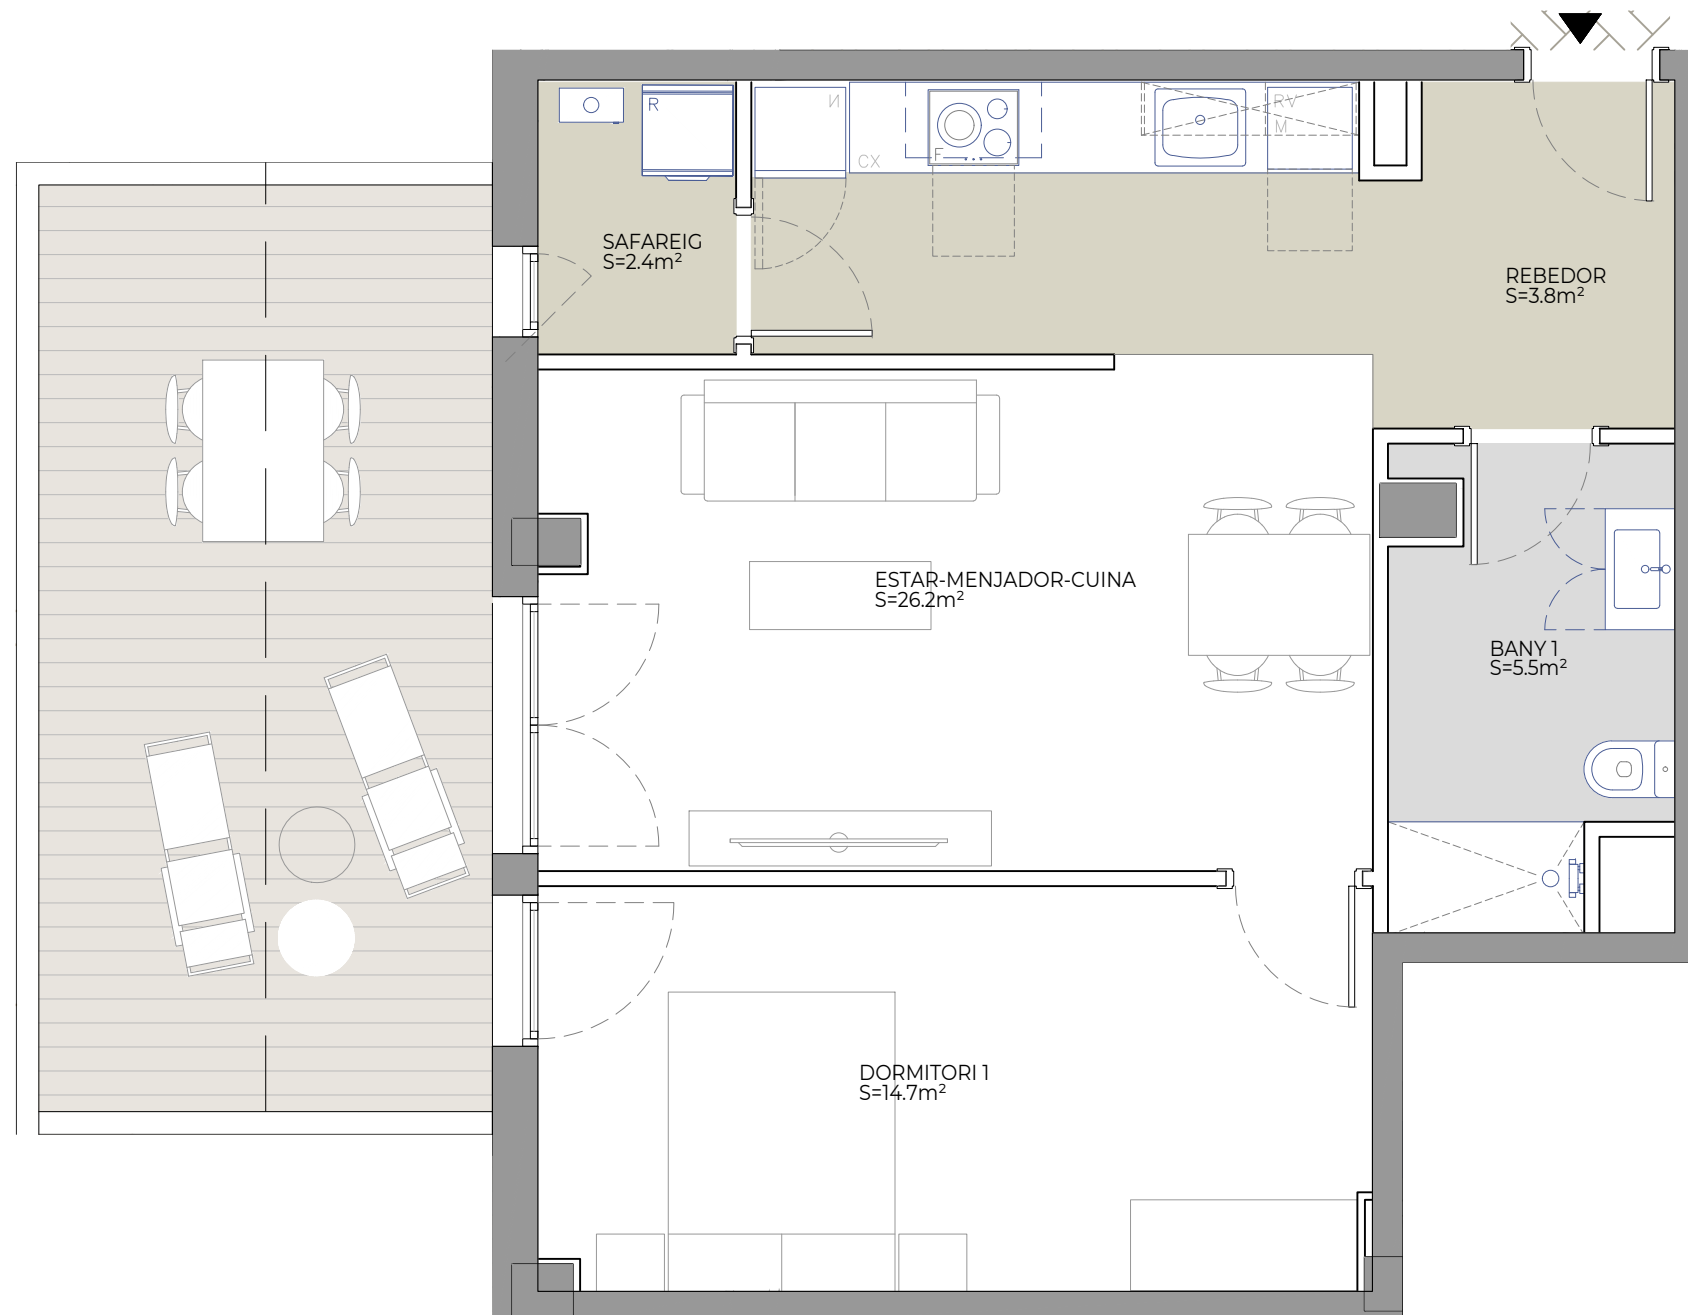 R
N
CX
F
RV
M
SAFAREIG
S=2.4m²
REBEDOR
S=3.8m²
ESTAR-MENJADOR-CUINA
S=26.2m²
BANY 1
S=5.5m²
DORMITORI 1
S=14.7m²